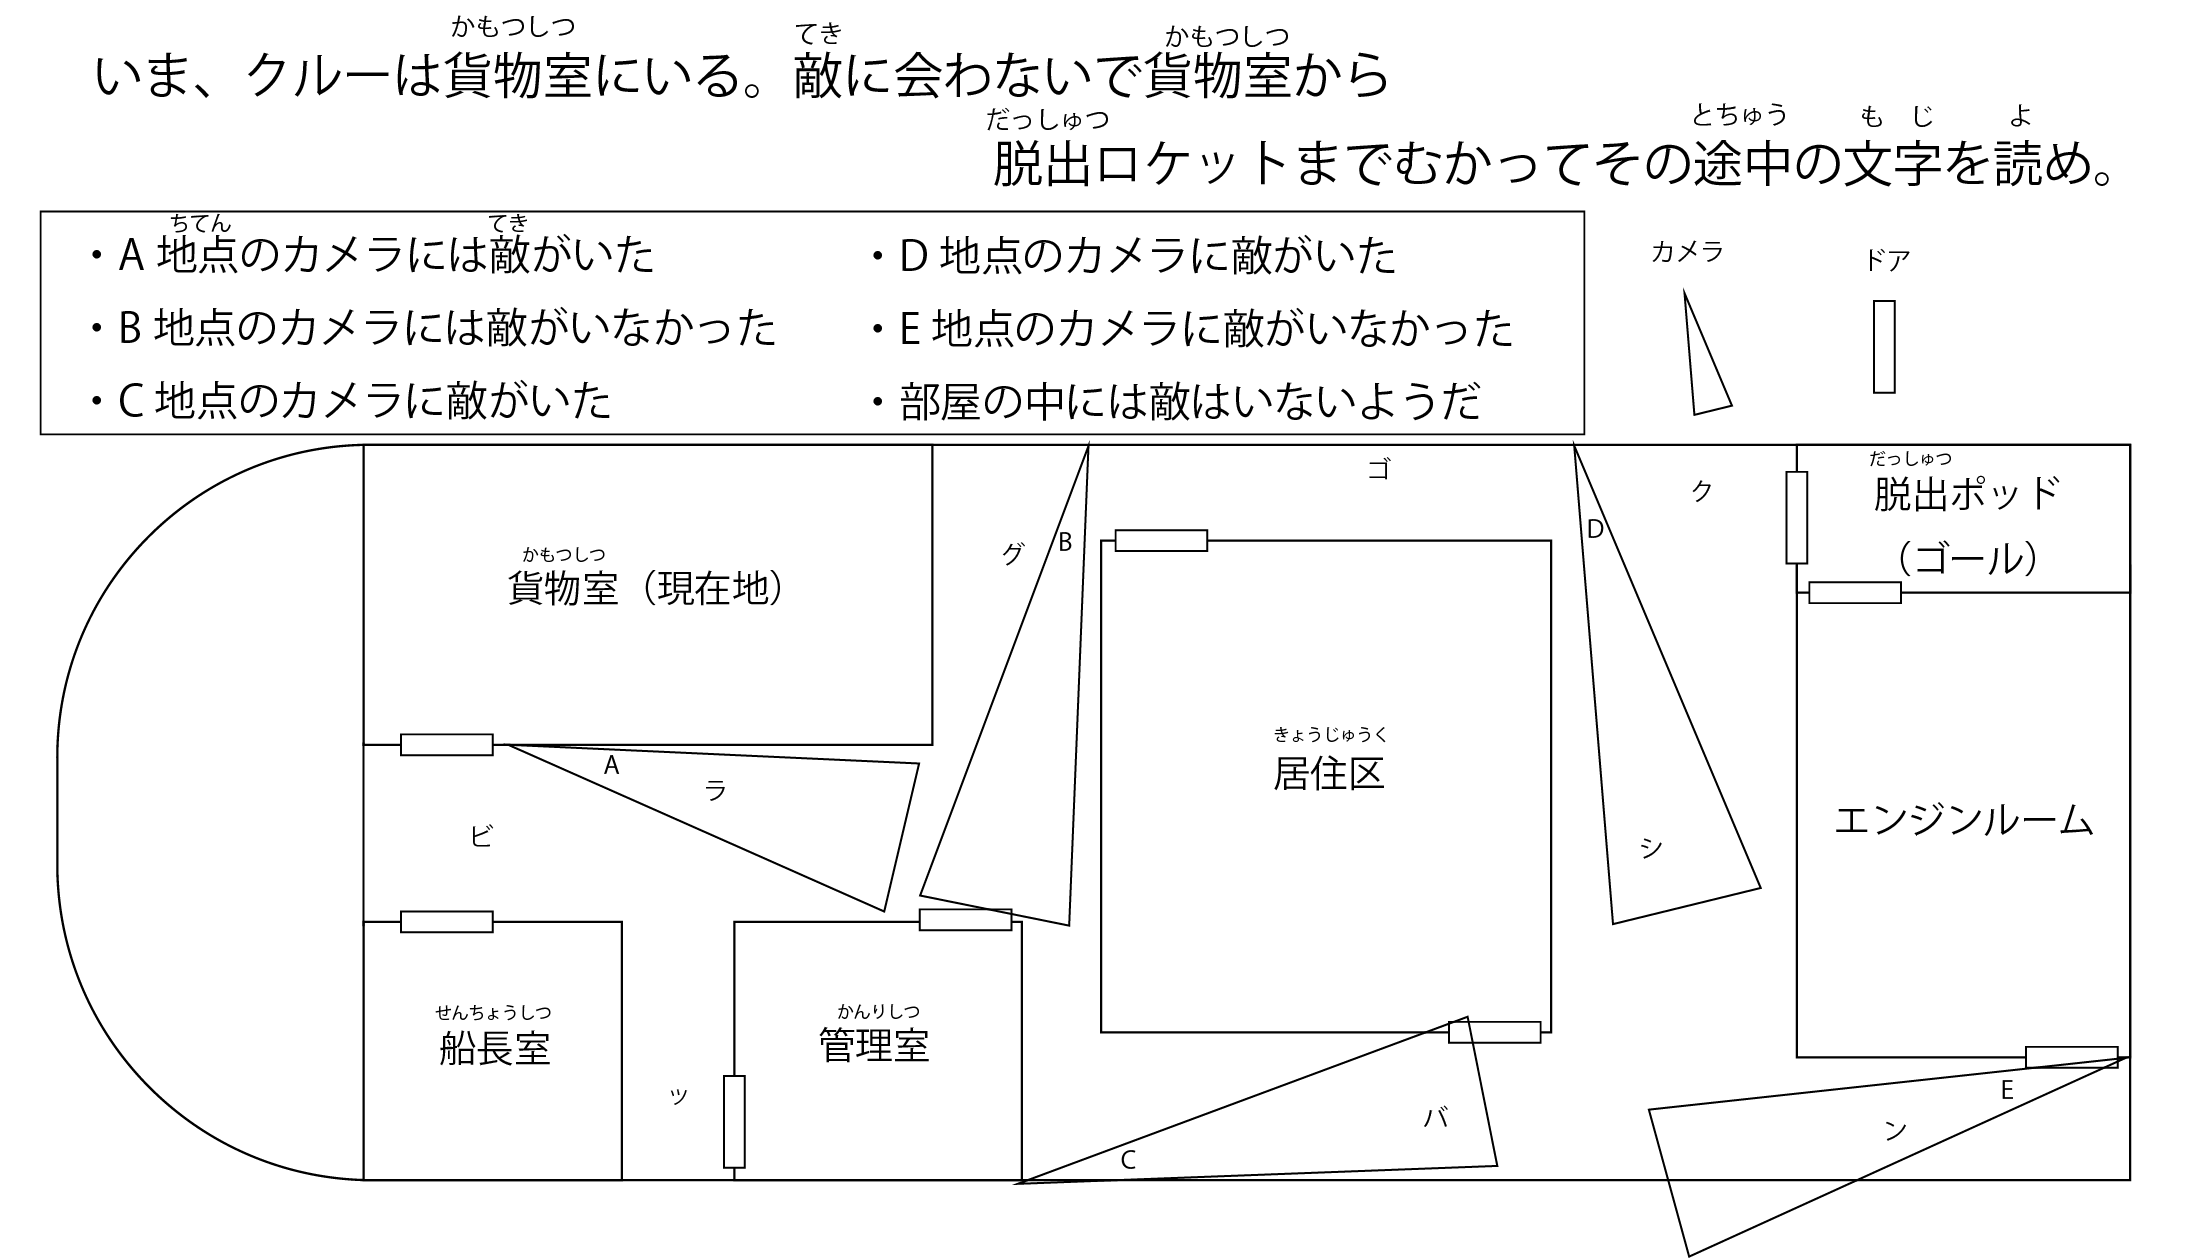 かもつしつ てき かもつしつ
いま、クルーは貨物室にいる。敵に会わないで貨物室から
だっしゅつ とちゅう もじ よ
脱出ロケットまでむかってその途中の文字を読め。
ちてん てき
・A 地点のカメラには敵がいた
・B 地点のカメラには敵がいなかった
・C 地点のカメラに敵がいた
・D 地点のカメラに敵がいた
・E 地点のカメラに敵がいなかった
・部屋の中には敵はいないようだ
カメラ
ドア
かもつしつ
貨物室（現在地）
A
ラ
ビ
グ
B
ゴ
D
ク
シ
だっしゅつ
脱出ポッド
（ゴール）
きょうじゅうく
居住区
エンジンルーム
せんちょうしつ
船長室
ッ
かんりしつ
管理室
C
バ
E
ン